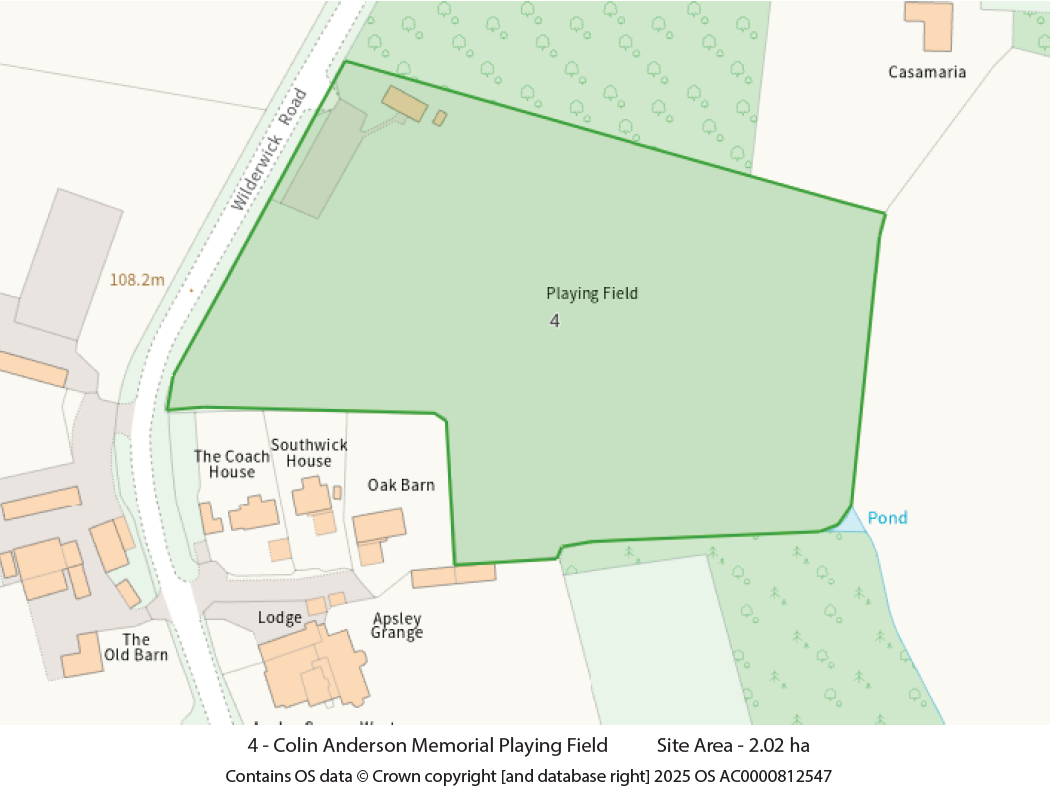 Casamaria
Wilderwick Road
108.2m
Playing Field
4
The Coach
House
Southwick
House
Oak Barn
Pond
Lodge
Apsley
Grange
The
Old Barn
4 - Colin Anderson Memorial Playing Field Site Area - 2.02 ha
Contains OS data © Crown copyright [and database right] 2025 OS AC0000812547